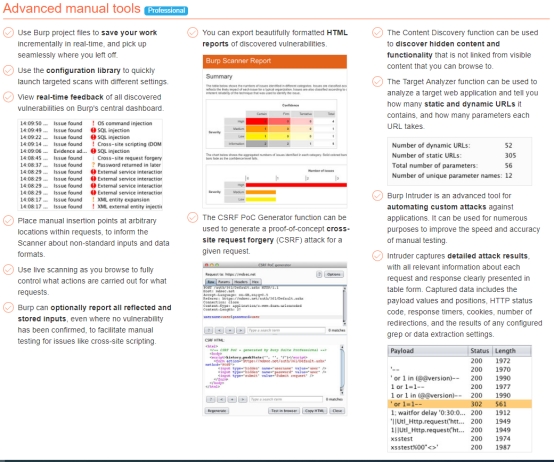 Advanced manual tools Professional
Use Burp project files to save your work
incrementally in real-time, and pick up
seamlessly where you left off.
Use the configuration library to quickly
launch targeted scans with different settings.
View real-time feedback of all discovered
vulnerabilities on Burp's central dashboard.
14:09:50 ... Issue found OS command injection
14:09:49 ... Issue found SQL injection
14:09:22 ... Issue found SQL injection
14:09:14 ... Issue found Cross-site scripting (DOM
14:09:06 ... Evidence ad... SQL injection
14:08:45 ... Issue found Cross-site request forgery
14:08:37 ... Issue found Password returned in later
14:08:29 ... Issue found External service interaction
14:08:29 ... Issue found External service interaction
14:08:29 ... Issue found External service interaction
14:08:17 ... Issue found XML entity expansion
14:08:17 ... Issue found XML external entity injectio
Place manual insertion points at arbitrary
locations within requests, to inform the
Scanner about non-standard inputs and data
formats.
Use live scanning as you browse to fully
control what actions are carried out for what
requests.
Burp can optionally report all reflected and
stored inputs, even where no vulnerability
has been confirmed, to facilitate manual
testing for issues like cross-site scripting.
You can export beautifully formatted HTML
reports of discovered vulnerabilities.
Burp Scanner Report
Summary
Confidence
Certain Firm Tentative Total
High
Severity Medium
Low
Information
Number of issues
High
Severity Medium
Low
The CSRF PoC Generator function can be
used to generate a proof-of-concept cross-
site request forgery (CSRF) attack for a
given request.
CSRF PoC generator
Options
Raw Params Headers Hex
Type a search term 0 matches
CSRF HTML:
Type a search term 0 matches
Regenerate Test in browser Copy HTML Close
The Content Discovery function can be used
to discover hidden content and
functionality that is not linked from visible
content that you can browse to.
The Target Analyzer function can be used
to analyze a target web application and tell
you how many static and dynamic URLs it
contains, and how many parameters each
URL takes.
Number of dynamic URLs: 52
Number of static URLs: 305
Total number of parameters: 56
Number of unique parameter names: 12
Burp Intruder is an advanced tool for
automating custom attacks against
applications. It can be used for numerous
purposes to improve the speed and accuracy
of manual testing.
Intruder captures detailed attack results,
with all relevant information about each
request and response clearly presented in
table form. Captured data includes the
payload values and positions, HTTP status
code, response timers, cookies, number of
redirections, and the results of any configured
grep or data extraction settings.
Payload Status Length
200 1972
'-- 200 1970
' or 1 in (@@version)-- 200 1990
1 or 1=1-- 200 1977
1 or 1 in (@@version)-- 200 1990
' or 1=1-- 302 561
1; waitfor delay '0:30:0... 200 1912
'||Utl_Http.request('htt... 200 1949
1||Utl_Http.request('htt... 200 1949
xsstest 200 1974
xsstest%00"<>' 200 1987